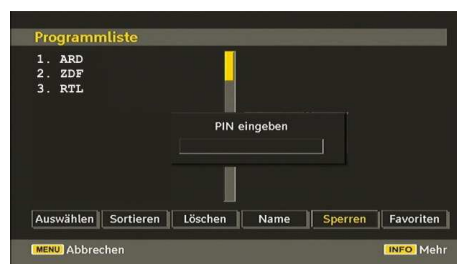 Programmliste
1. ARD
2. ZDF
3. RTL
PIN eingeben
Auswählen Sortieren Löschen Name Sperren Favoriten
MENU Abbrechen INFO Mehr